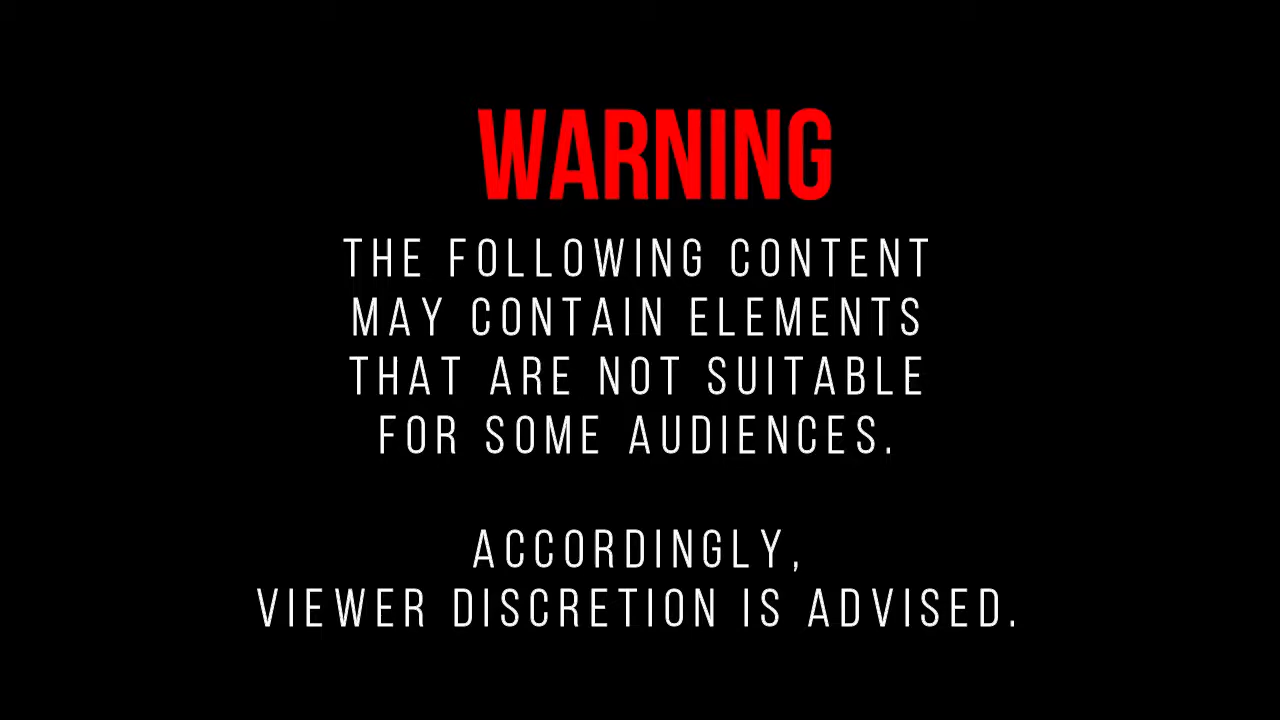 WARNING
THE FOLLOWING CONTENT
MAY CONTAIN ELEMENTS
THAT ARE NOT SUITABLE
FOR SOME AUDIENCES.
ACCORDINGLY,
VIEWER DISCRETION IS ADVISED.